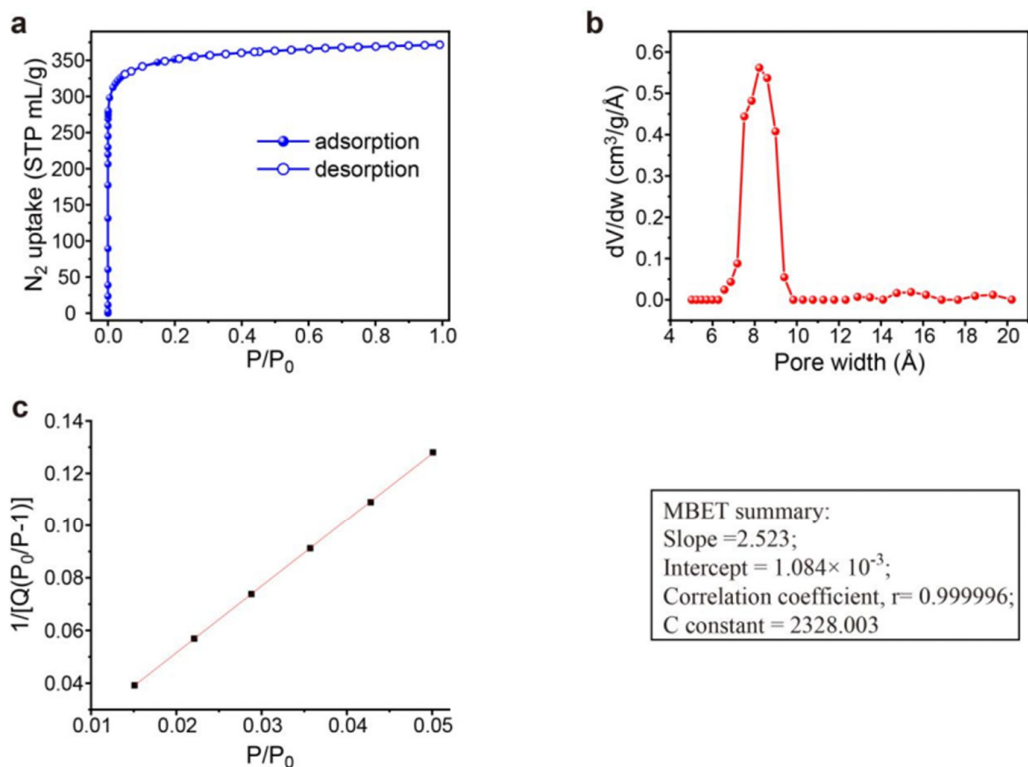 a
N₂ uptake (STP mL/g)
400
350
300
250
200
150
100
50
0
adsorption
desorption
0.0 0.2 0.4 0.6 0.8 1.0
P/P₀
b
dV/dw (cm³/g/Å)
0.6
0.5
0.4
0.3
0.2
0.1
0.0
4 6 8 10 12 14 16 18 20
Pore width (Å)
c
1/[Q(P₀/P-1)]
0.14
0.12
0.10
0.08
0.06
0.04
0.01 0.02 0.03 0.04 0.05
P/P₀
MBET summary:
Slope =2.523;
Intercept = 1.084× 10⁻³;
Correlation coefficient, r= 0.999996;
C constant = 2328.003